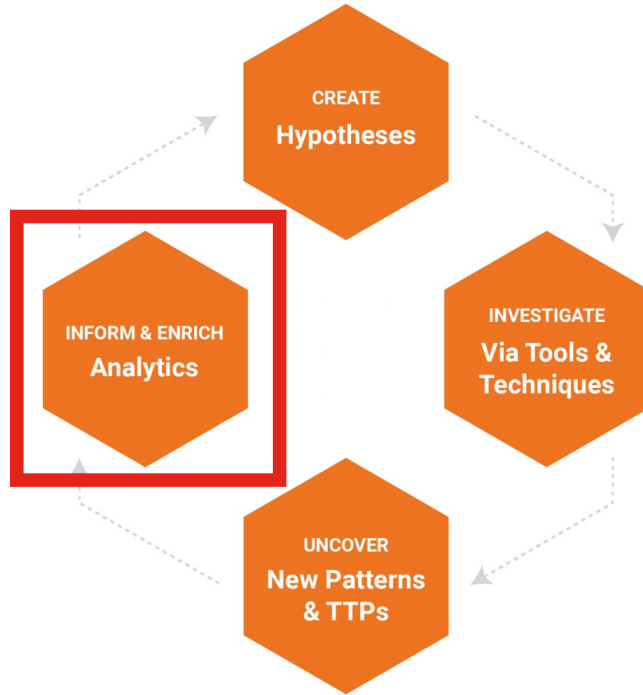 CREATE
Hypotheses
INVESTIGATE
Via Tools &
Techniques
UNCOVER
New Patterns
& TTPs
INFORM & ENRICH
Analytics